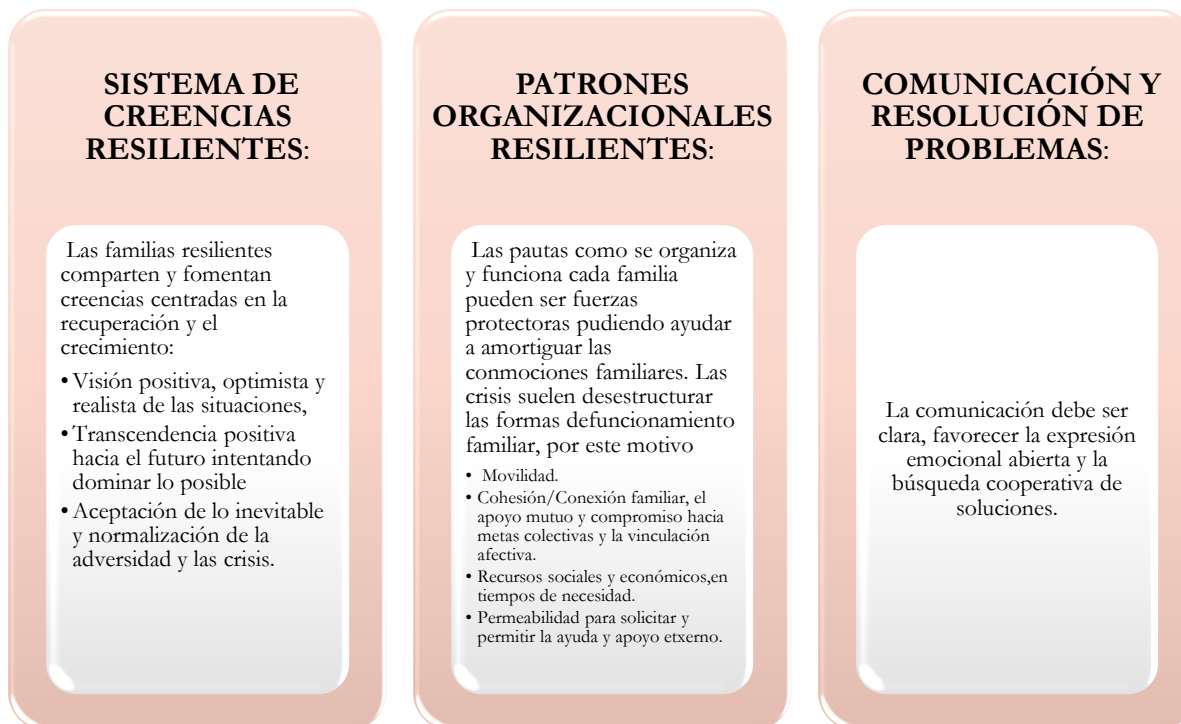 SISTEMA DE
CREENCIAS
RESILIENTES:
Las familias resilientes
comparten y fomentan
creencias centradas en la
recuperación y el
crecimiento:
• Visión positiva, optimista y
realista de las situaciones,
• Transcendencia positiva
hacia el futuro intentando
dominar lo posible
• Aceptación de lo inevitable
y normalización de la
adversidad y las crisis.
PATRONES
ORGANIZACIONALES
RESILIENTES:
Las pautas como se organiza
y funciona cada familia
pueden ser fuerzas
protectoras pudiendo ayudar
a amortiguar las
conmociones familiares. Las
crisis suelen desestructurar
las formas defuncionamiento
familiar, por este motivo
• Movilidad.
• Cohesión/Conexión familiar, el
apoyo mutuo y compromiso hacia
metas colectivas y la vinculación
afectiva.
• Recursos sociales y económicos,en
tiempos de necesidad.
• Permeabilidad para solicitar y
permitir la ayuda y apoyo etxerno.
COMUNICACIÓN Y
RESOLUCIÓN DE
PROBLEMAS:
La comunicación debe ser
clara, favorecer la expresión
emocional abierta y la
búsqueda cooperativa de
soluciones.